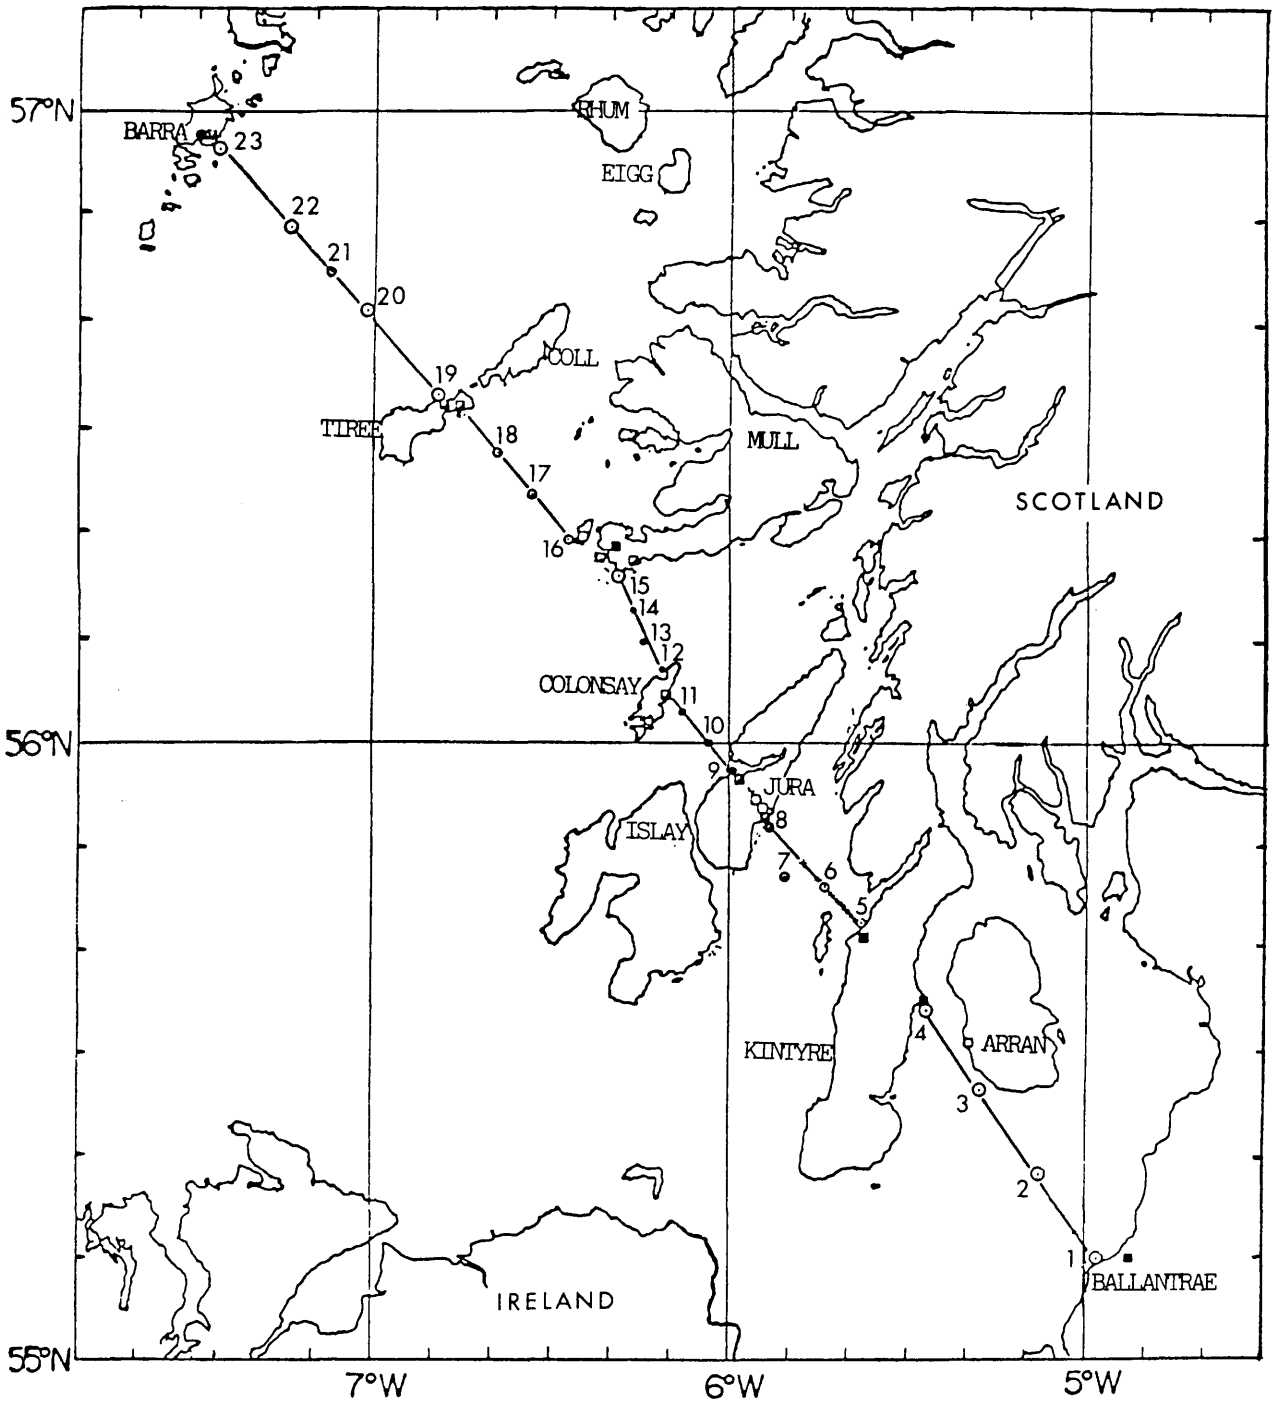 57°N
RHUM
BARRA
23
EIGG
22
21
20
COLL
19
TIREE
MULL
18
17
SCOTLAND
16
15
14
13
12
COLONSAY
11
10
56°N
9
JURA
8
ISLAY
7
6
5
4
ARRAN
KINTYRE
3
2
1
BALLANTRAE
IRELAND
55°N
7°W
6°W
5°W